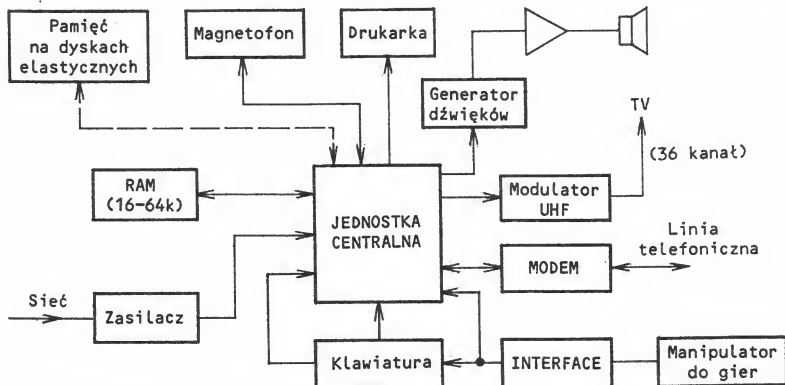 Pamięć
na dyskach
elastycznych
Magnetofon
Drukarka
Generator
dźwięków
TV
(36 kanał)
RAM
(16-64k)
JEDNOSTKA
CENTRALNA
Modulator
UHF
Linia
telefoniczna
MODEM
Sieć
Zasilacz
Klawiatura
INTERFACE
Manipulator
do gier